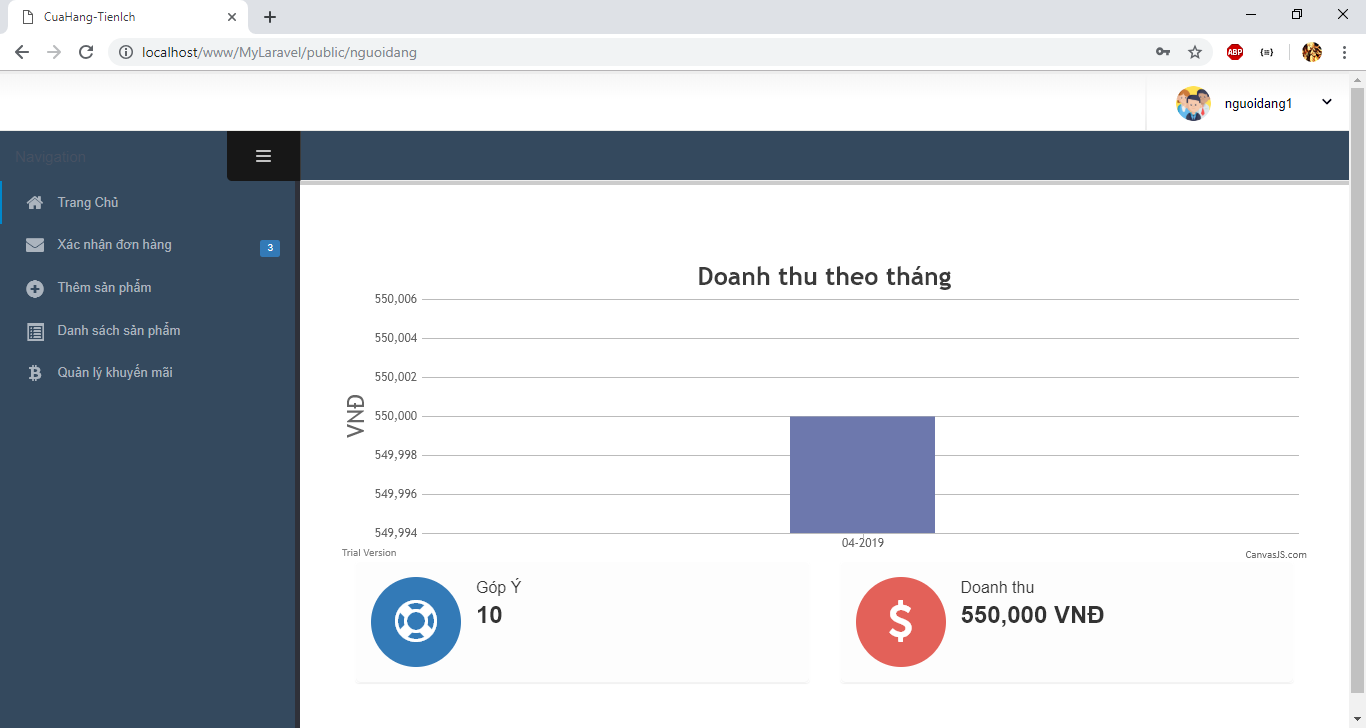 CuaHang-TienIch
localhost/www/MyLaravel/public/nguoidang
ABP
nguoidang1
Navigation
Trang Chủ
Xác nhận đơn hàng
3
Thêm sản phẩm
Danh sách sản phẩm
Quản lý khuyến mãi
Doanh thu theo tháng
VNĐ
550,006
550,004
550,002
550,000
549,998
549,996
549,994
04-2019
Trial Version
CanvasJS.com
Góp Ý
10
Doanh thu
550,000 VNĐ